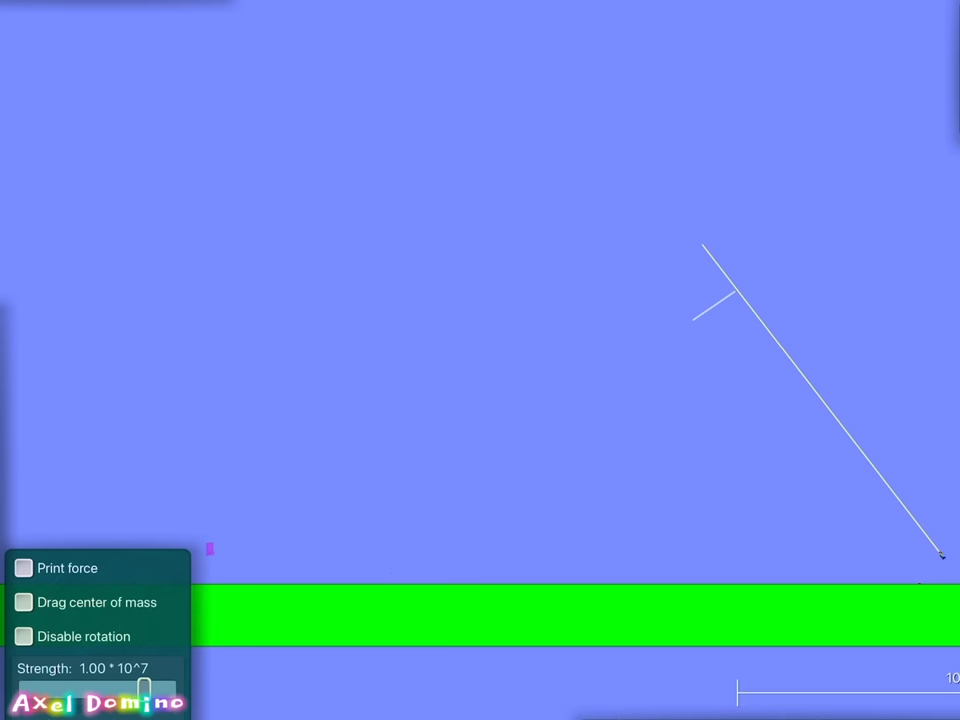 Print force
Drag center of mass
Disable rotation
Strength: 1.00 * 10^7
Axel Domino
10